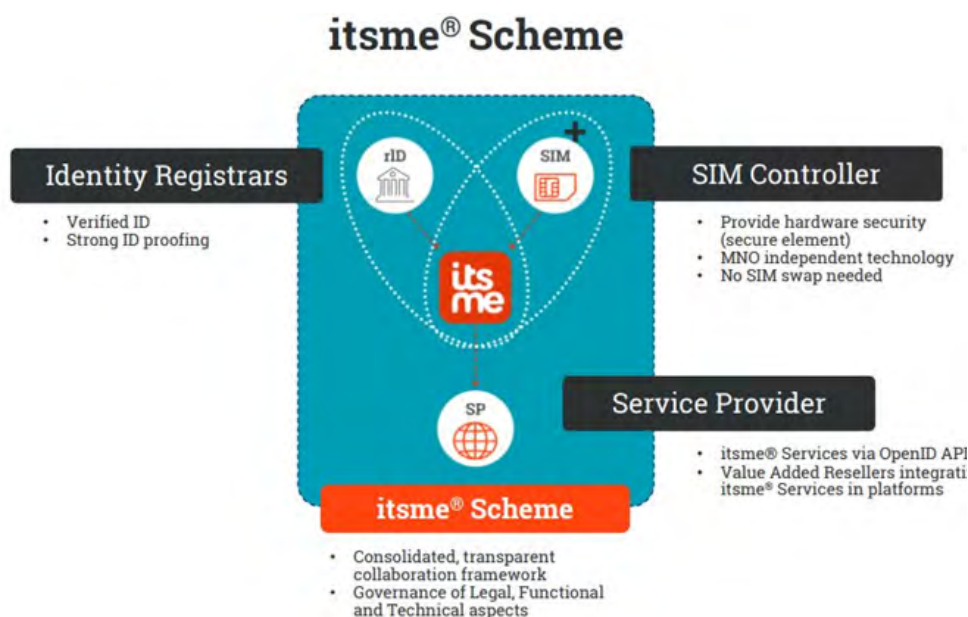 itsme® Scheme
rID
SIM
Identity Registrars
• Verified ID
• Strong ID proofing
SIM Controller
• Provide hardware security
(secure element)
• MNO independent technology
• No SIM swap needed
its
me
SP
Service Provider
• itsme® Services via OpenID API
• Value Added Resellers integrati
itsme® Services in platforms
itsme® Scheme
• Consolidated, transparent
collaboration framework
• Governance of Legal, Functional
and Technical aspects